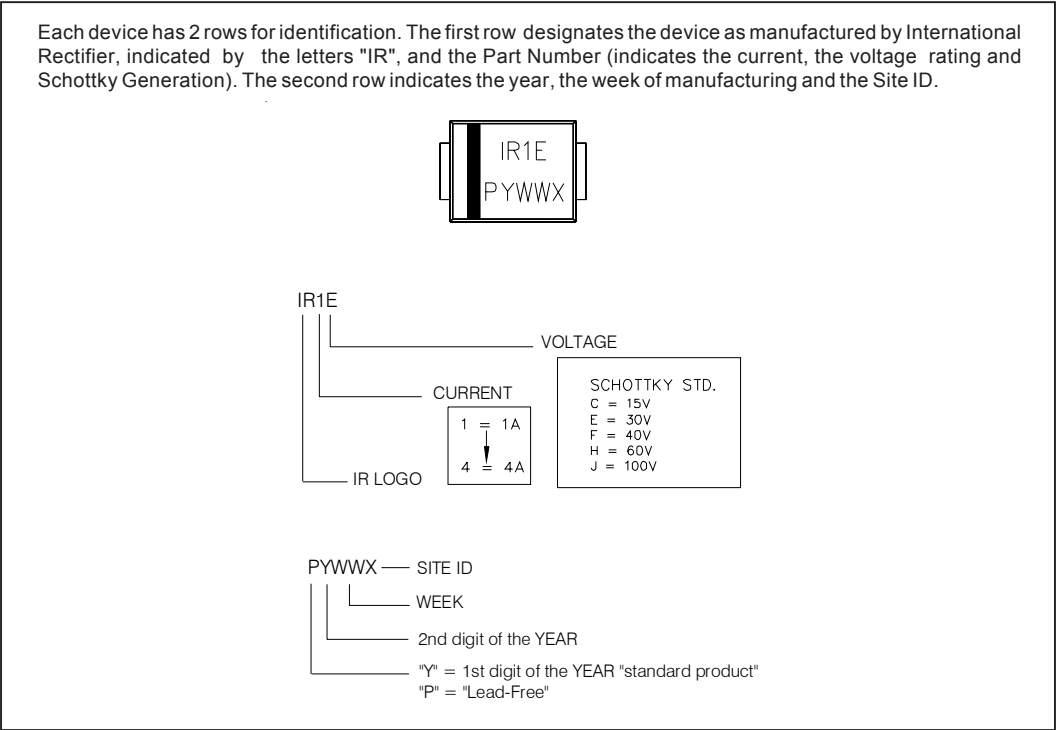 Each device has 2 rows for identification. The first row designates the device as manufactured by International
Rectifier, indicated by the letters "IR", and the Part Number (indicates the current, the voltage rating and
Schottky Generation). The second row indicates the year, the week of manufacturing and the Site ID.
IR1E
PYWWX
IR1E
VOLTAGE
SCHOTTKY STD.
C = 15V
E = 30V
F = 40V
H = 60V
J = 100V
CURRENT
1 = 1A
4 = 4A
IR LOGO
PYWWX
SITE ID
WEEK
2nd digit of the YEAR
"Y" = 1st digit of the YEAR "standard product"
"P" = "Lead-Free"